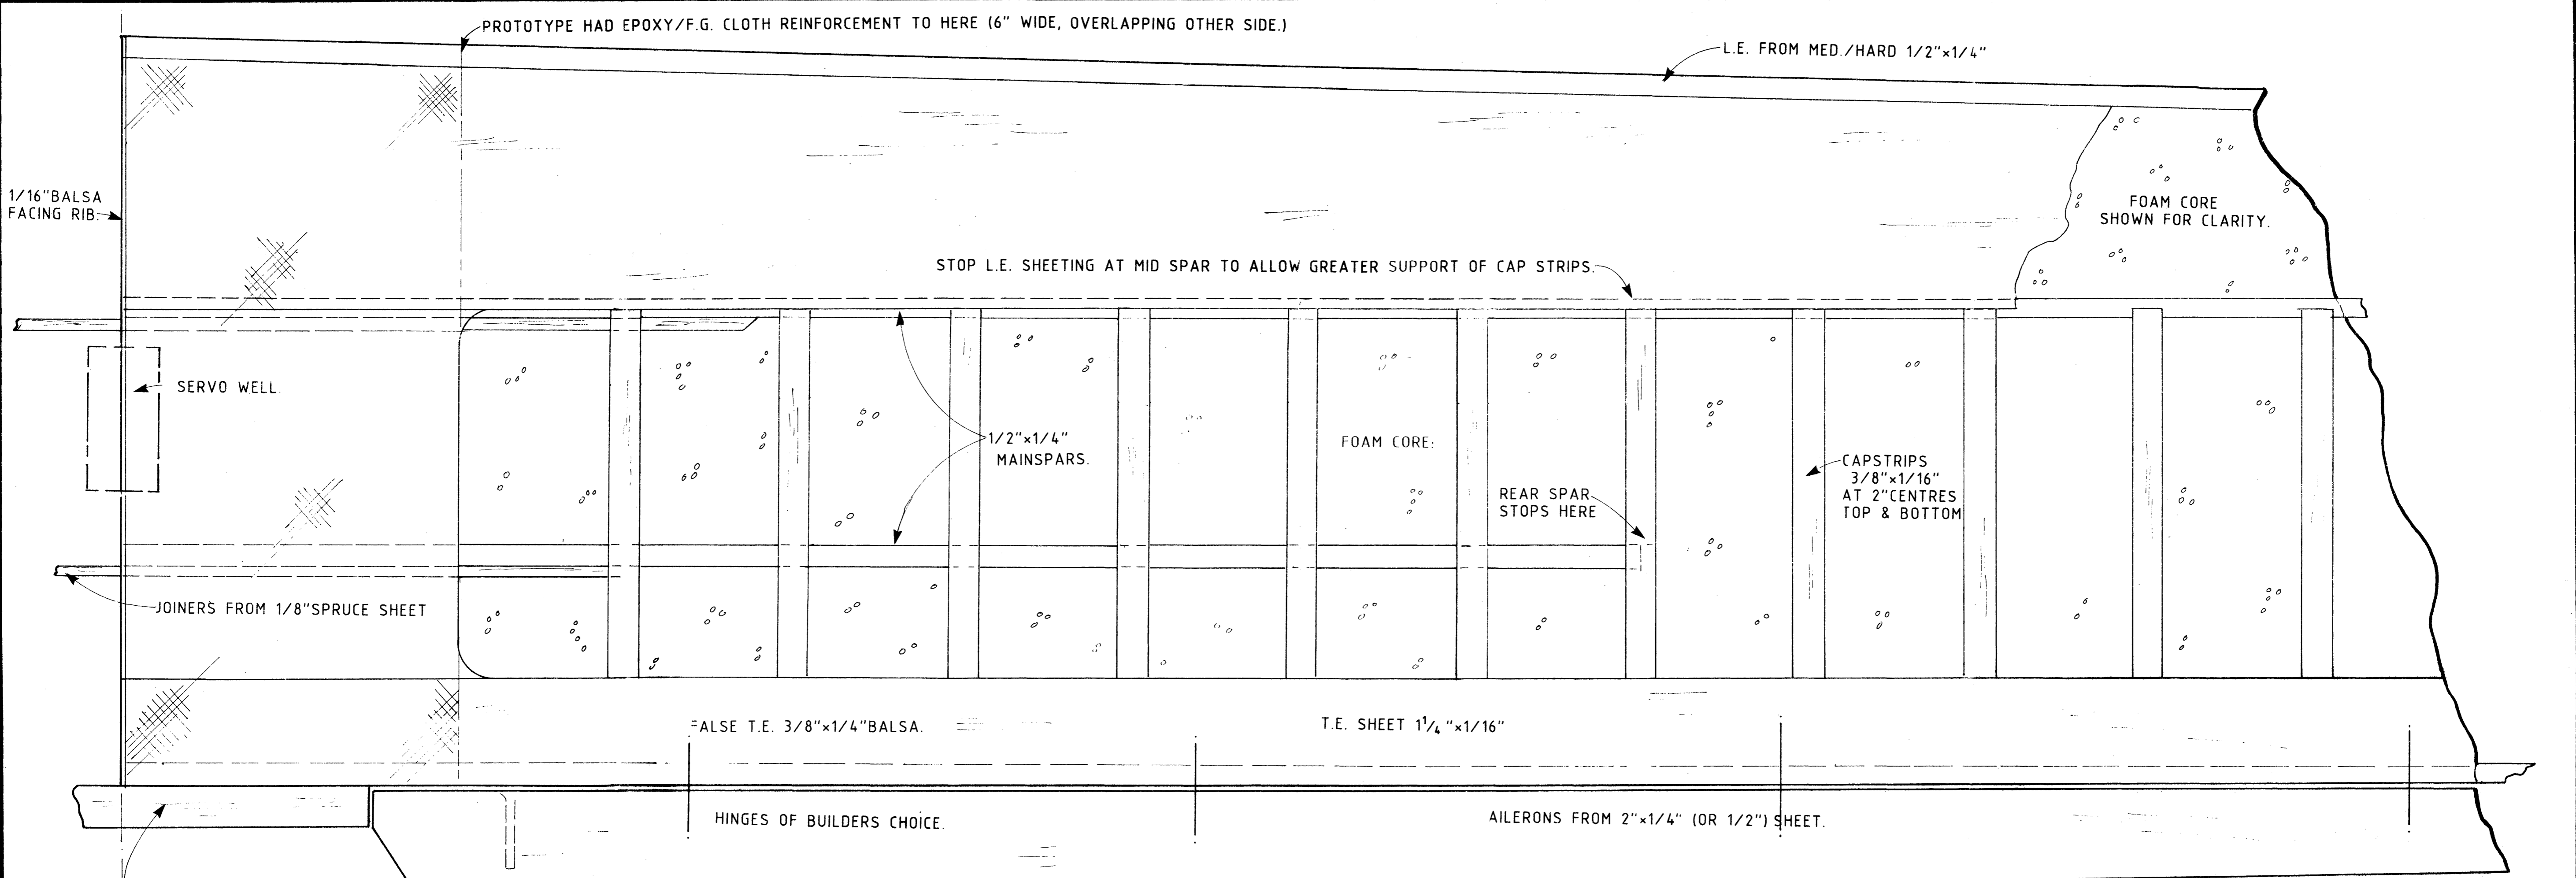 PROTOTYPE HAD EPOXY/F.G. CLOTH REINFORCEMENT TO HERE (6" WIDE, OVERLAPPING OTHER SIDE.)
L.E. FROM MED./HARD 1/2"×1/4"
1/16"BALSA
FACING RIB.
FOAM CORE
SHOWN FOR CLARITY.
STOP L.E. SHEETING AT MID SPAR TO ALLOW GREATER SUPPORT OF CAP STRIPS.
SERVO WELL.
1/2"×1/4"
MAINSPARS.
FOAM CORE:
CAPSTRIPS
3/8"×1/16"
AT 2"CENTRES
TOP & BOTTOM
REAR SPAR
STOPS HERE
JOINERS FROM 1/8"SPRUCE SHEET
FALSE T.E. 3/8"×1/4"BALSA.
T.E. SHEET 1 1/4"×1/16"
HINGES OF BUILDERS CHOICE.
AILERONS FROM 2"×1/4" (OR 1/2") SHEET.